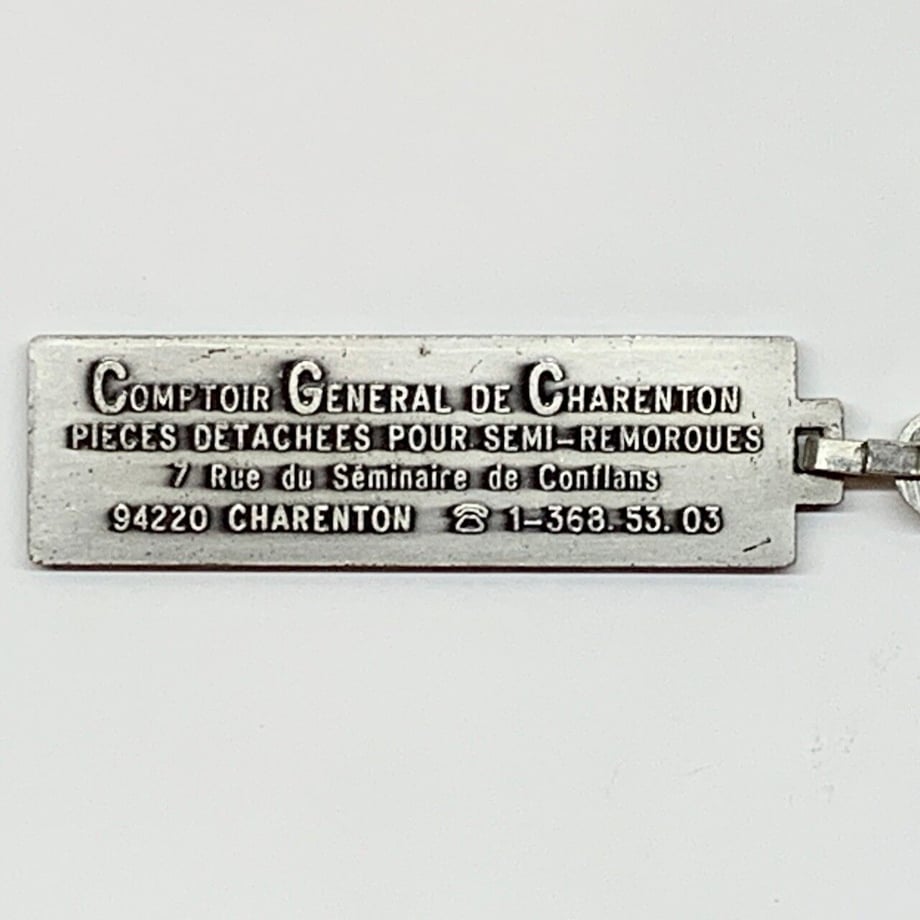 COMPTOIR GENERAL DE CHARENTON
PIECES DETACHEES POUR SEMI-REMORQUES
7 Rue du Séminaire de Conflans
94220 CHARENTON ☎ 1-368.53.03